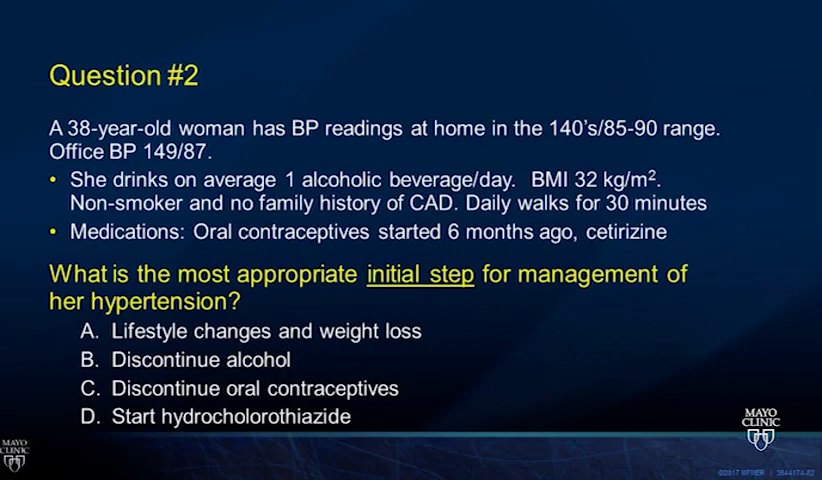 Question #2
A 38-year-old woman has BP readings at home in the 140's/85-90 range.
Office BP 149/87.
• She drinks on average 1 alcoholic beverage/day. BMI 32 kg/m².
Non-smoker and no family history of CAD. Daily walks for 30 minutes
• Medications: Oral contraceptives started 6 months ago, cetirizine
What is the most appropriate initial step for management of
her hypertension?
A. Lifestyle changes and weight loss
B. Discontinue alcohol
C. Discontinue oral contraceptives
D. Start hydrocholorothiazide
MAYO
CLINIC
MAYO
CLINIC
©2017 MFMER | 3644174-62